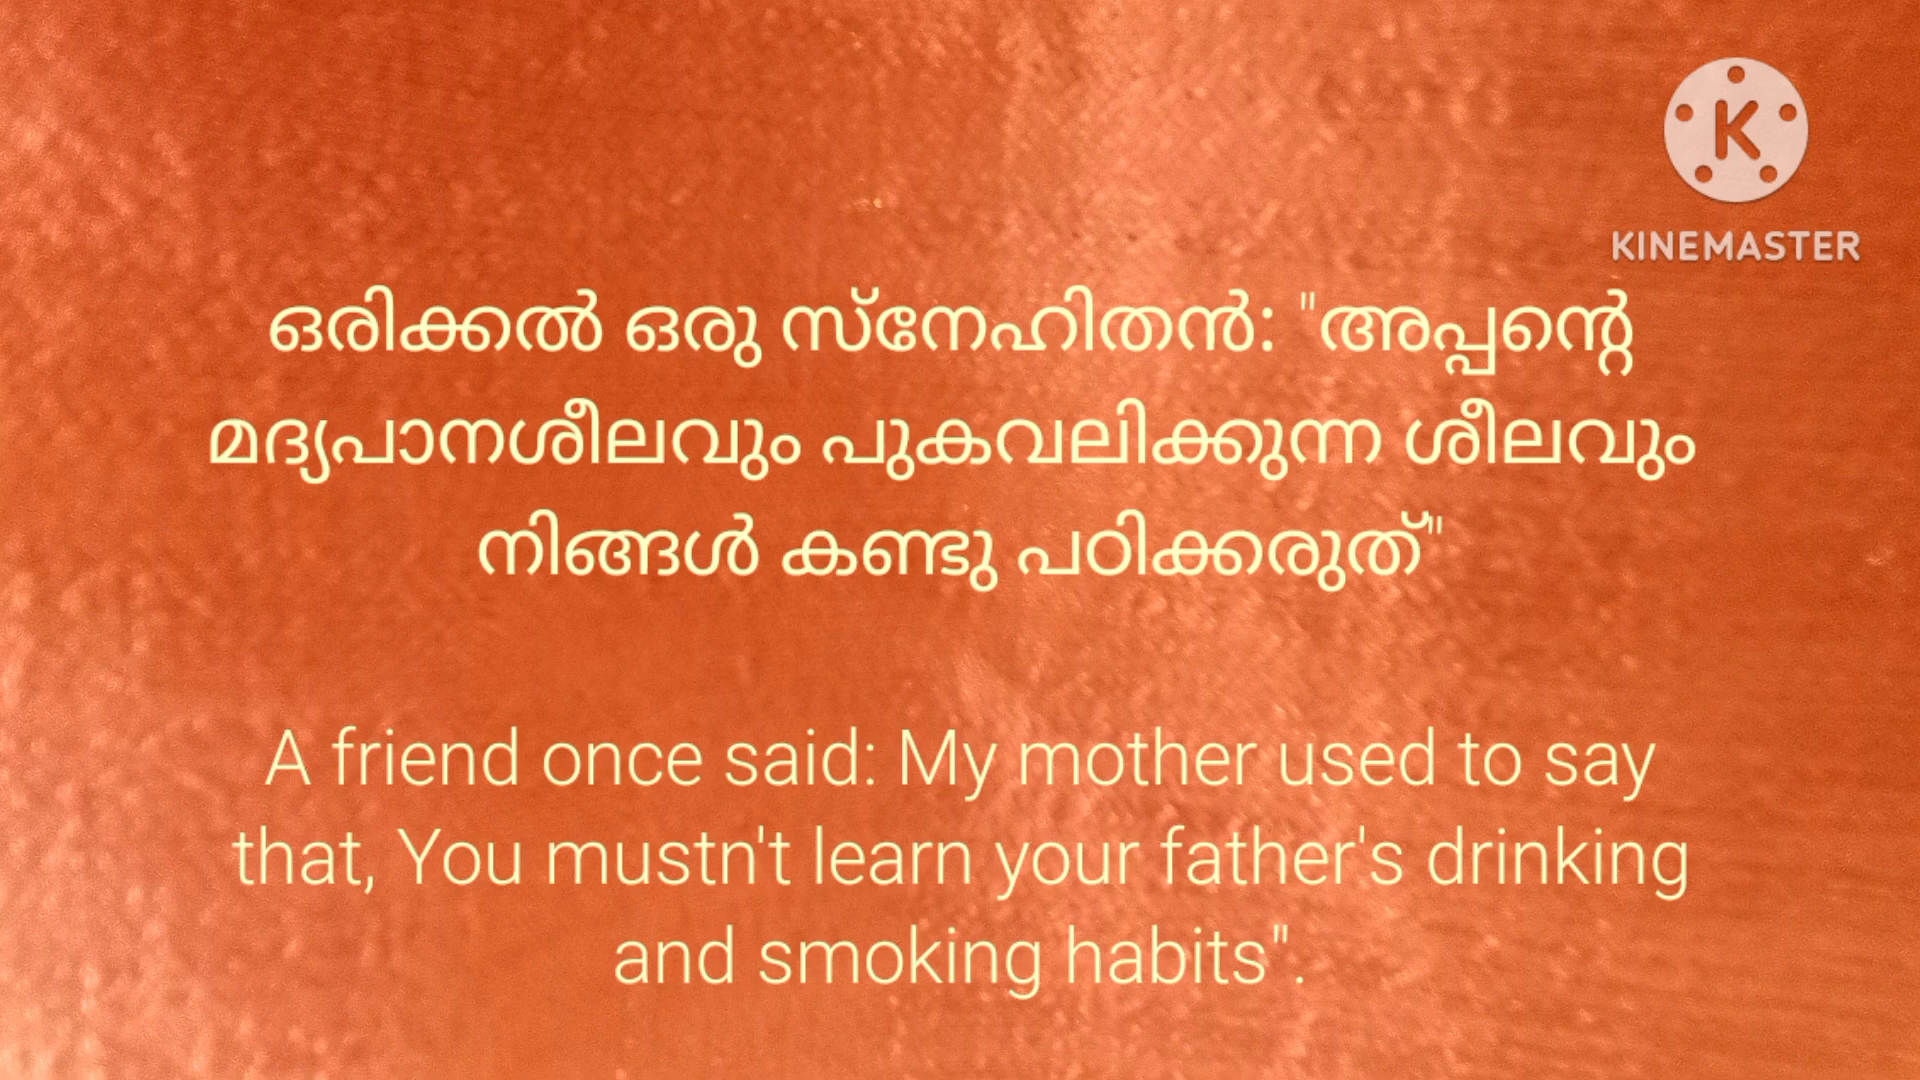 KINEMASTER
ഒരിക്കൽ ഒരു സ്നേഹിതൻ: "അപ്പന്റെ
മദ്യപാനശീലവും പുകവലിക്കുന്ന ശീലവും
നിങ്ങൾ കണ്ടു പഠിക്കരുത്"
A friend once said: My mother used to say
that, You mustn't learn your father's drinking
and smoking habits".